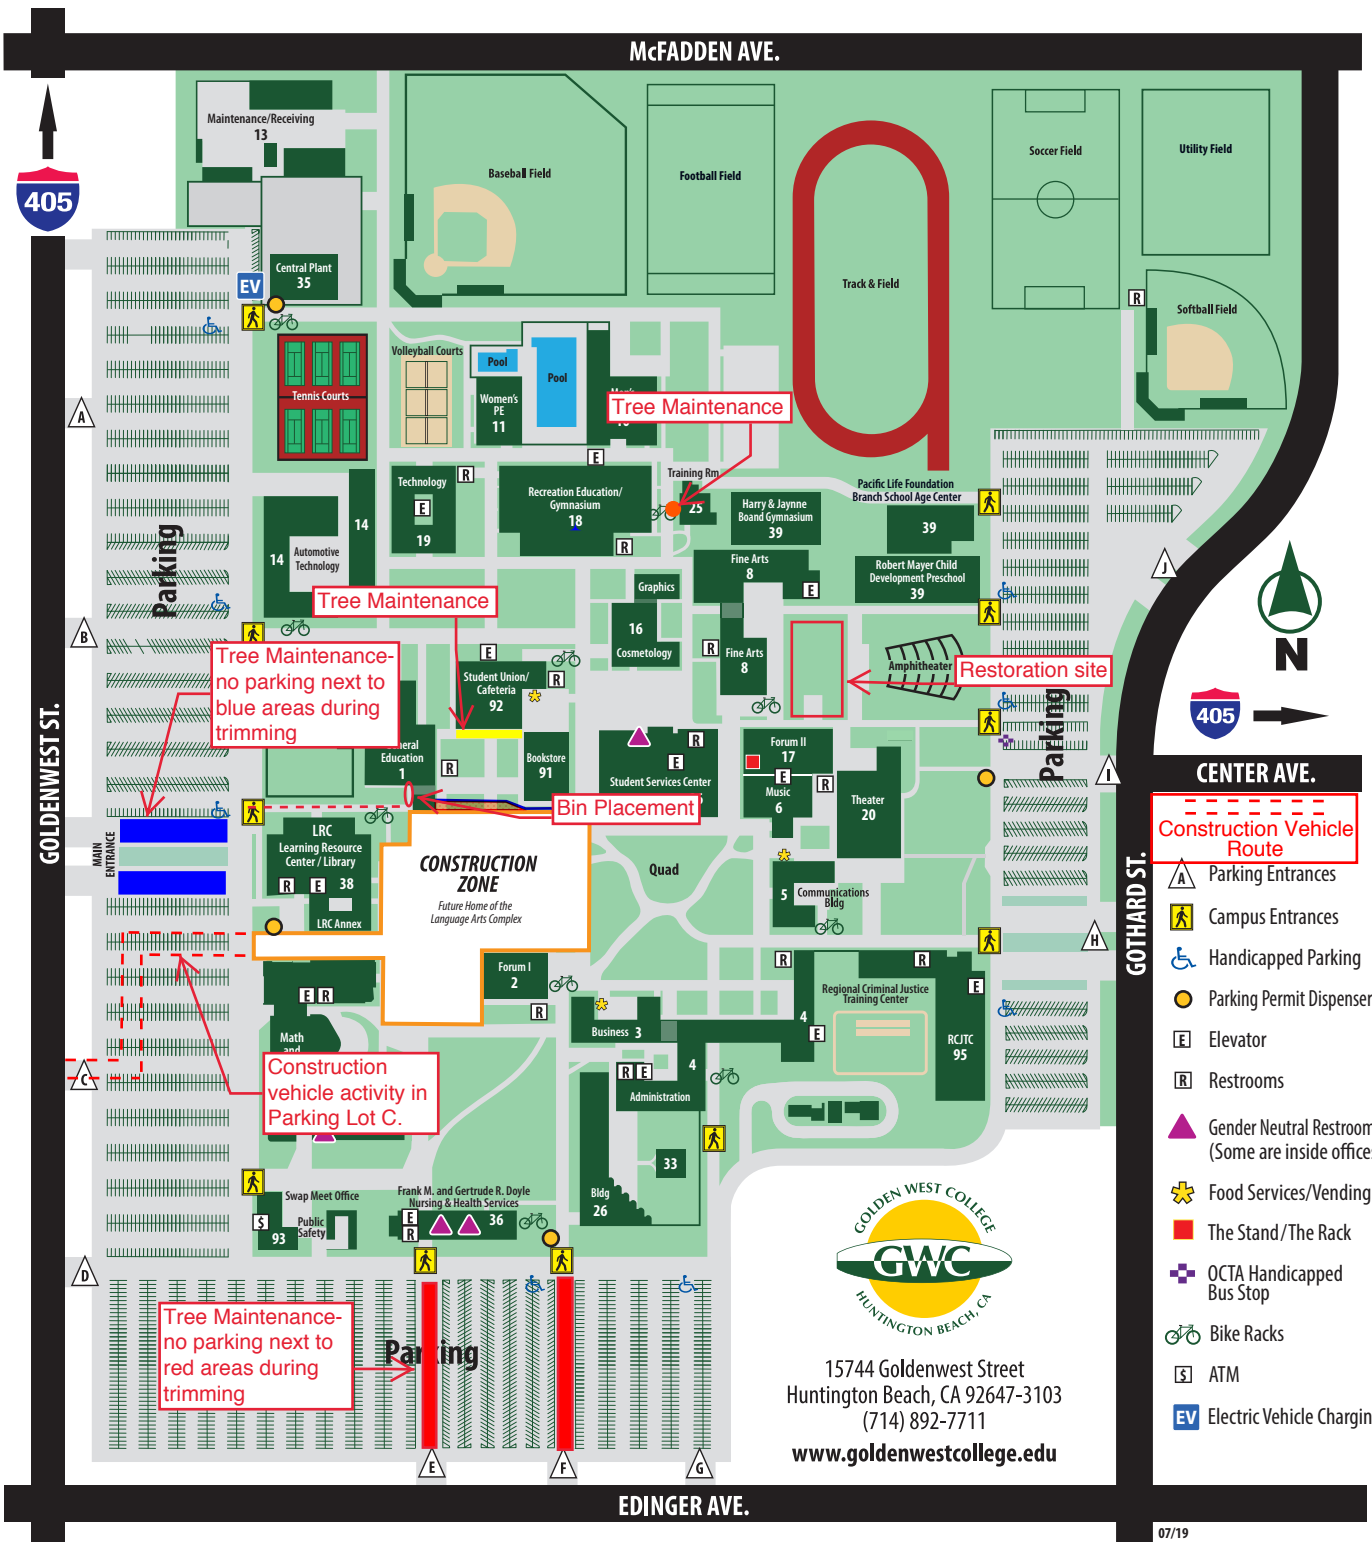 McFADDEN AVE.
405
Maintenance/Receiving
13
Baseball Field
Football Field
Soccer Field
Utility Field
Track & Field
Softball Field
R
Central Plant
35
EV
Volleyball Courts
Pool
Pool
Women's
PE
11
Tennis Courts
Tree Maintenance
A
E
Training Rm
25
Technology
R
E
19
Recreation Education/
Gymnasium
18
R
Harry & Jaynne
Boand Gymnasium
39
Pacific Life Foundation
Branch School Age Center
39
Robert Mayer Child
Development Preschool
39
14
14
Automotive
Technology
Parking
Fine Arts
8
E
Graphics
16
Cosmetology
R
Fine Arts
8
J
N
405
B
Tree Maintenance
Tree Maintenance-
no parking next to
blue areas during
trimming
E
Student Union/
Cafeteria
92
R
Amphitheater
Restoration site
Parking
General
Education
1
R
Bookstore
91
R
E
Student Services Center
Forum II
17
E
R
Music
6
Theater
20
I
Bin Placement
GOLDENWEST ST.
MAIN
ENTRANCE
LRC
Learning Resource
Center / Library
R
E
38
LRC Annex
CONSTRUCTION
ZONE
Future Home of the
Language Arts Complex
Quad
5
Communications
Bldg
CENTER AVE.
Construction Vehicle
Route
A
Parking Entrances
Campus Entrances
Handicapped Parking
Parking Permit Dispenser
E
Elevator
R
Restrooms
Gender Neutral Restroom
(Some are inside offices
Food Services/Vending
The Stand/The Rack
OCTA Handicapped
Bus Stop
Bike Racks
$
ATM
EV
Electric Vehicle Chargin
GOTHARD ST.
H
Forum I
2
R
E
R
Math
and
C
Construction
vehicle activity in
Parking Lot C.
Business
3
R
E
4
Administration
R
R
Regional Criminal Justice
Training Center
4
E
E
RCJTC
95
33
Bldg
26
Swap Meet Office
$
93
Public
Safety
Frank M. and Gertrude R. Doyle
Nursing & Health Services
E
R
36
D
Tree Maintenance-
no parking next to
red areas during
trimming
Parking
E
F
G
GOLDEN WEST COLLEGE
GWC
HUNTINGTON BEACH, CA
15744 Goldenwest Street
Huntington Beach, CA 92647-3103
(714) 892-7711
www.goldenwestcollege.edu
EDINGER AVE.
07/19